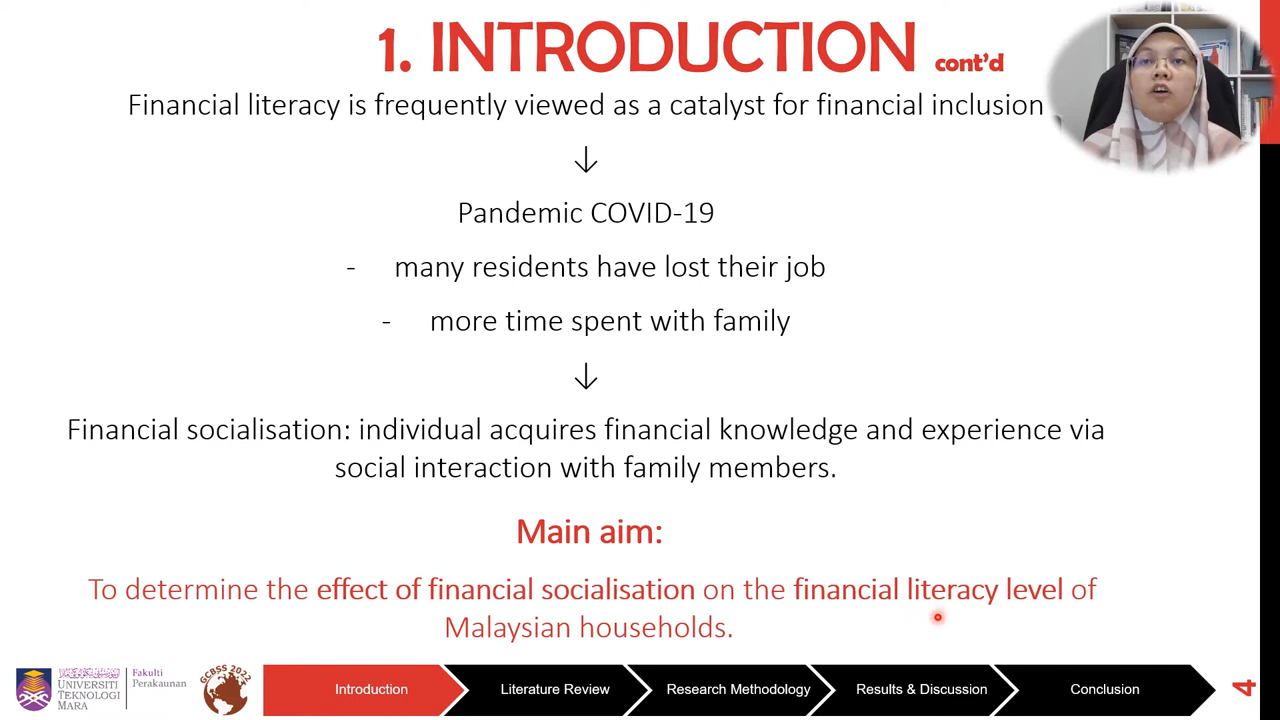 1. INTRODUCTION cont’d
Financial literacy is frequently viewed as a catalyst for financial inclusion
↓
Pandemic COVID-19
- many residents have lost their job
- more time spent with family
↓
Financial socialisation: individual acquires financial knowledge and experience via
social interaction with family members.
Main aim:
To determine the effect of financial socialisation on the financial literacy level of
Malaysian households.
UNIVERSITI
TEKNOLOGI
MARA
Fakulti
Perakaunan
GCBSS 2022
Introduction
Literature Review
Research Methodology
Results & Discussion
Conclusion
4